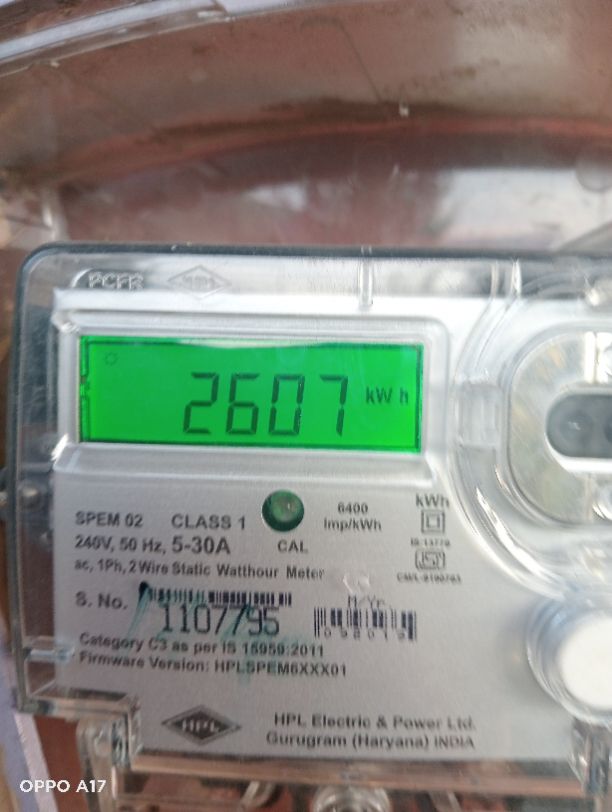 HPL
2607 kWh
SPEM 02 CLASS 1 CAL 6400 Imp/kWh kWh
240V, 50 Hz, 5-30A
ac, 1Ph, 2 Wire Static Watthour Meter
S. No. 1107795 M/Yr.
Category C3 as per IS 15959:2011
Firmware Version: HPLSPEM6XXX01
HPL
HPL Electric & Power Ltd.
Gurugram (Haryana) INDIA
OPPO A17